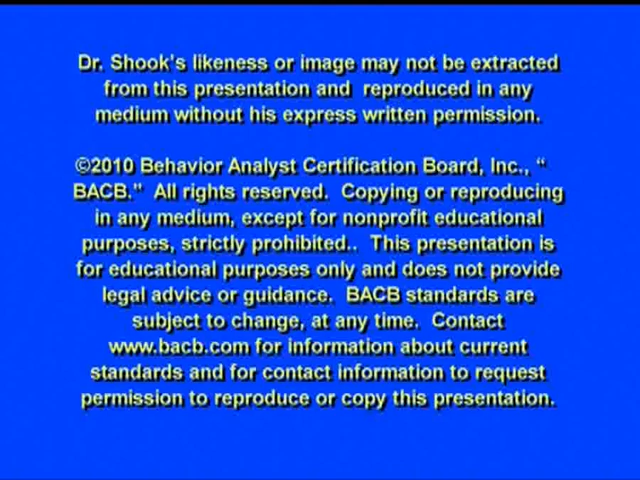 Dr. Shook's likeness or image may not be extracted
from this presentation and  reproduced in any
medium without his express written permission.
©2010 Behavior Analyst Certification Board, Inc., “
BACB.”  All rights reserved.  Copying or reproducing
in any medium, except for nonprofit educational
purposes, strictly prohibited..  This presentation is
for educational purposes only and does not provide
legal advice or guidance.  BACB standards are
subject to change, at any time.  Contact
www.bacb.com for information about current
standards and for contact information to request
permission to reproduce or copy this presentation.